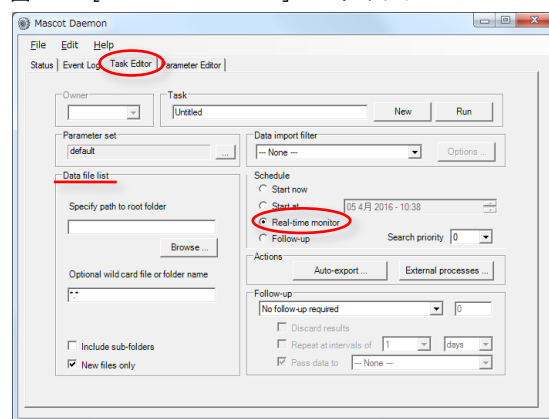 Mascot Daemon
File Edit Help
Status Event Log Task Editor Parameter Editor
Owner
Task
Untitled
New
Run
Parameter set
default
...
Data import filter
--- None ---
Options ...
Data file list
Specify path to root folder
Browse ...
Optional wild card file or folder name
*.*
Include sub-folders
New files only
Schedule
Start now
Start at
05 4月 2016 - 10:38
Real-time monitor
Follow-up
Search priority 0
Actions
Auto-export ...
External processes ...
Follow-up
No follow-up required
0
Discard results
Repeat at intervals of 1 days
Pass data to --- None ---